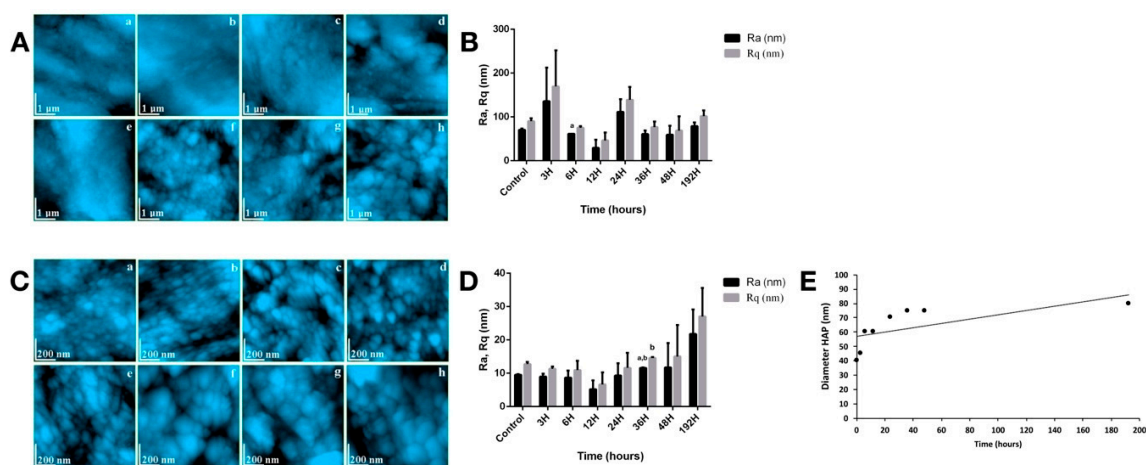 A
a
b
c
d
1 µm
1 µm
1 µm
1 µm
e
f
g
h
1 µm
1 µm
1 µm
1 µm
B
Ra, Rq (nm)
300
200
100
0
a
Ra (nm)
Rq (nm)
Control
3H
6H
12H
24H
36H
48H
192H
Time (hours)
C
a
b
c
d
200 nm
200 nm
200 nm
200 nm
e
f
g
h
200 nm
200 nm
200 nm
200 nm
D
Ra, Rq (nm)
40
30
20
10
0
a,b
b
Ra (nm)
Rq (nm)
Control
3H
6H
12H
24H
36H
48H
192H
Time (hours)
E
Diameter HAP (nm)
100
90
80
70
60
50
40
30
20
10
0
0 20 40 60 80 100 120 140 160 180 200
Time (hours)